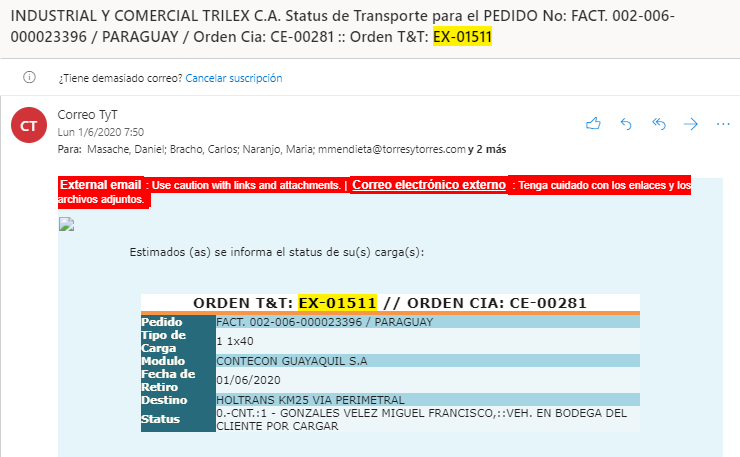 INDUSTRIAL Y COMERCIAL TRILEX C.A. Status de Transporte para el PEDIDO No: FACT. 002-006-
000023396 / PARAGUAY / Orden Cia: CE-00281 :: Orden T&T: EX-01511
¿Tiene demasiado correo? Cancelar suscripción
CT
Correo TyT
Lun 1/6/2020 7:50
Para: Masache, Daniel; Bracho, Carlos; Naranjo, Maria; mmendieta@torresytorres.com y 2 más
External email : Use caution with links and attachments. | Correo electrónico externo : Tenga cuidado con los enlaces y los
archivos adjuntos.
Estimados (as) se informa el status de su(s) carga(s):
ORDEN T&T: EX-01511 // ORDEN CIA: CE-00281
Pedido FACT. 002-006-000023396 / PARAGUAY
Tipo de
Carga 1 1x40
Modulo CONTECON GUAYAQUIL S.A
Fecha de
Retiro 01/06/2020
Destino HOLTRANS KM25 VIA PERIMETRAL
Status 0.-CNT.:1 - GONZALES VELEZ MIGUEL FRANCISCO,::VEH. EN BODEGA DEL
CLIENTE POR CARGAR